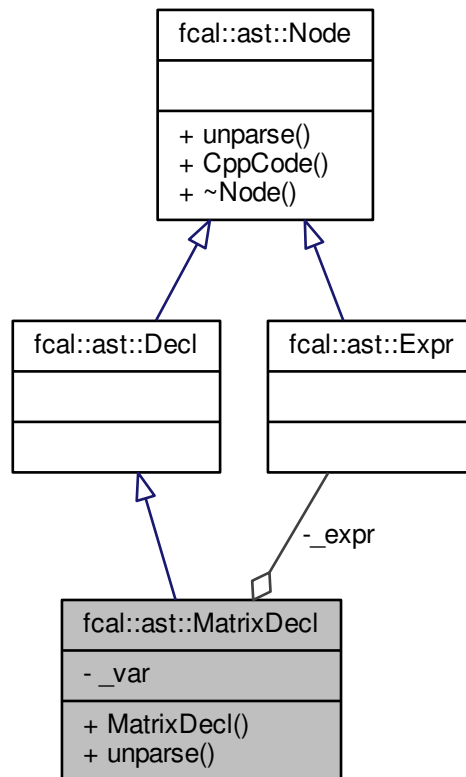 fcal::ast::Node
+ unparse()
+ CppCode()
+ ~Node()
fcal::ast::Decl
fcal::ast::Expr
-_expr
fcal::ast::MatrixDecl
- _var
+ MatrixDecl()
+ unparse()